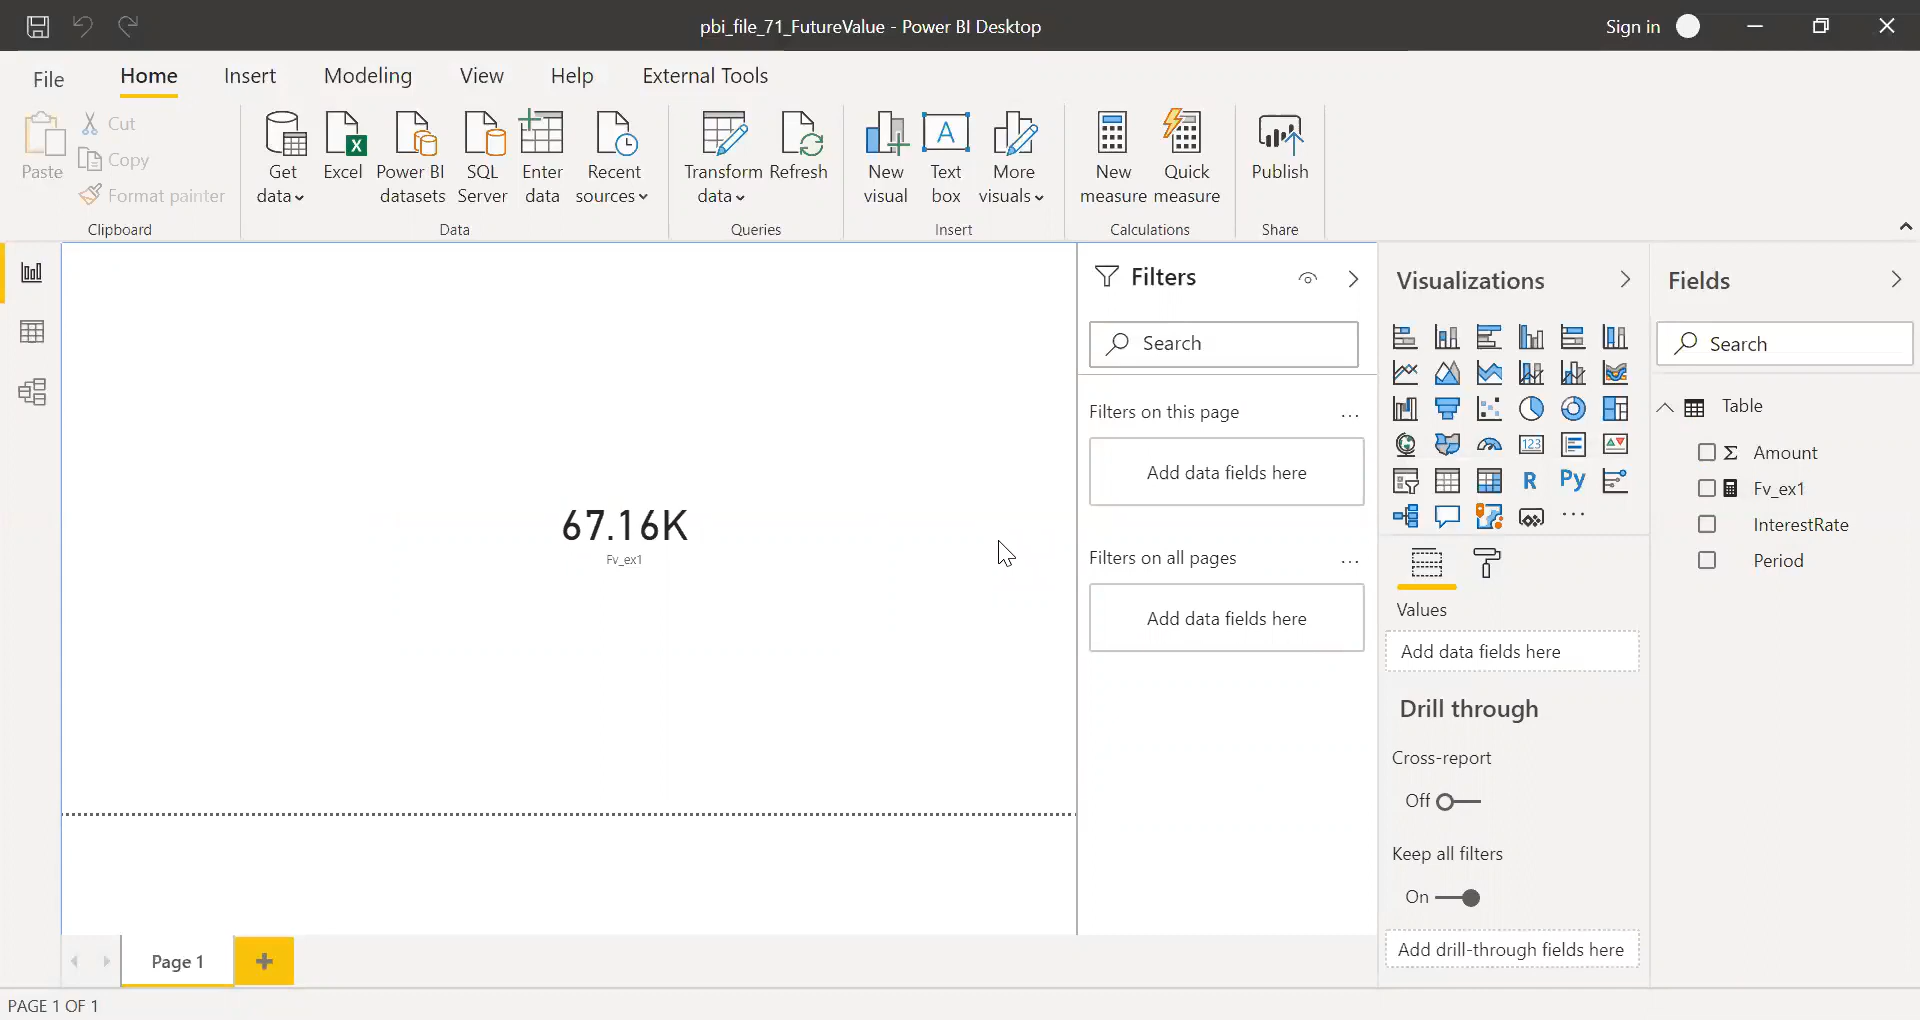 pbi_file_71_FutureValue - Power BI Desktop
Sign in
File
Home
Insert
Modeling
View
Help
External Tools
Paste
Cut
Copy
Format painter
Clipboard
Get
data
Excel
Power BI
datasets
SQL
Server
Enter
data
Recent
sources
Data
Transform
data
Refresh
Queries
New
visual
A
Text
box
More
visuals
Insert
New
measure
Quick
measure
Calculations
Publish
Share
67.16K
Fv_ex1
Filters
Search
Filters on this page
...
Add data fields here
Filters on all pages
...
Add data fields here
Visualizations
123
R
Py
...
Values
Add data fields here
Drill through
Cross-report
Off
Keep all filters
On
Add drill-through fields here
Fields
Search
Table
Σ Amount
Fv_ex1
InterestRate
Period
Page 1
PAGE 1 OF 1